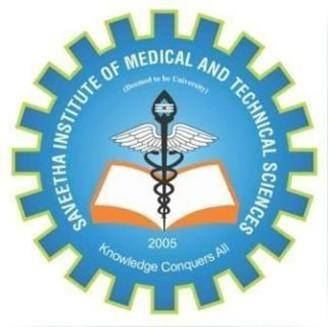 SAVEETHA INSTITUTE OF MEDICAL AND TECHNICAL SCIENCES
(Deemed to be University)
2005
Knowledge Conquers All